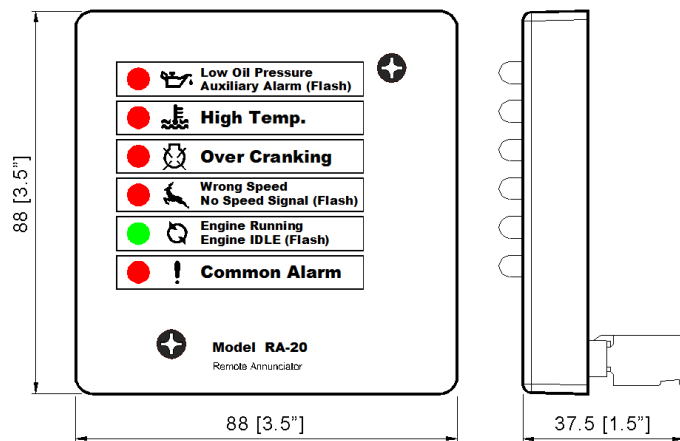 Low Oil Pressure
Auxiliary Alarm (Flash)
High Temp.
Over Cranking
Wrong Speed
No Speed Signal (Flash)
Engine Running
Engine IDLE (Flash)
Common Alarm
Model RA-20
Remote Annunciator
88 [3.5”]
88 [3.5”]
37.5 [1.5”]